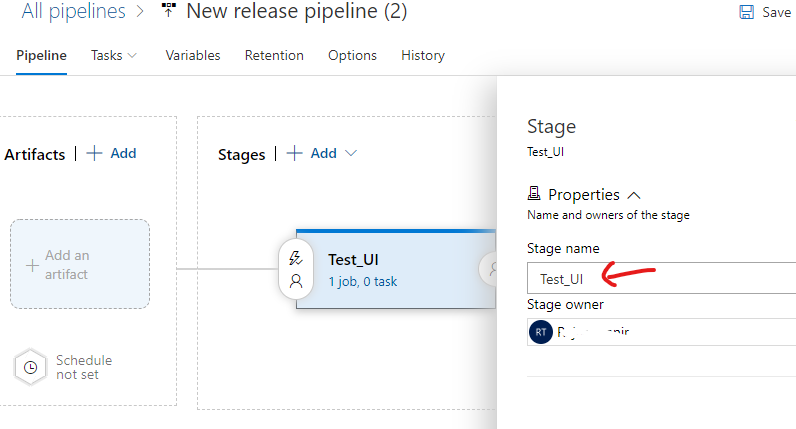 All pipelines
New release pipeline (2)
Save
Pipeline
Tasks
Variables
Retention
Options
History
Artifacts
Add
Stages
Add
Stage
Test_UI
Properties
Name and owners of the stage
Add an
artifact
Test_UI
1 job, 0 task
Stage name
Test_UI
Stage owner
RT
Schedule
not set